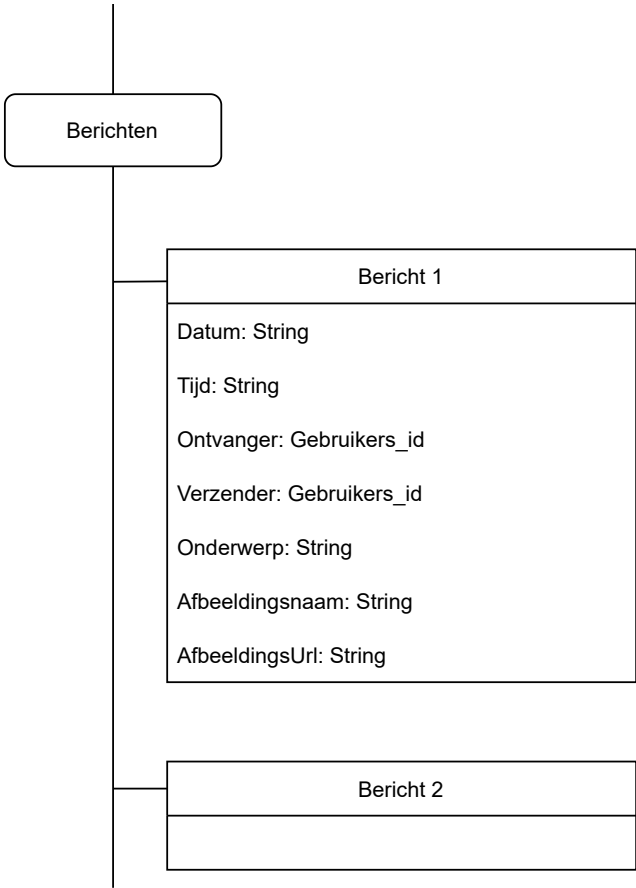 Berichten
Bericht 1
Datum: String
Tijd: String
Ontvanger: Gebruikers_id
Verzender: Gebruikers_id
Onderwerp: String
Afbeeldingsnaam: String
AfbeeldingsUrl: String
Bericht 2